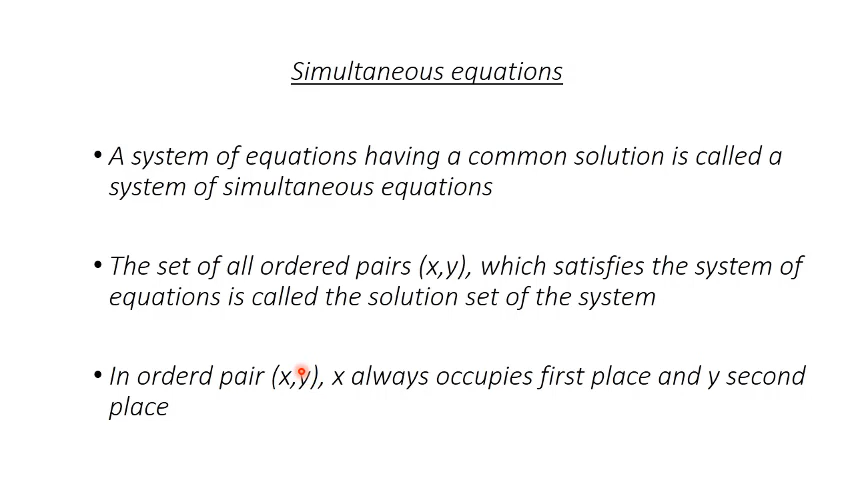 Simultaneous equations
• A system of equations having a common solution is called a
system of simultaneous equations
• The set of all ordered pairs (x,y), which satisfies the system of
equations is called the solution set of the system
• In orderd pair (x,y), x always occupies first place and y second
place